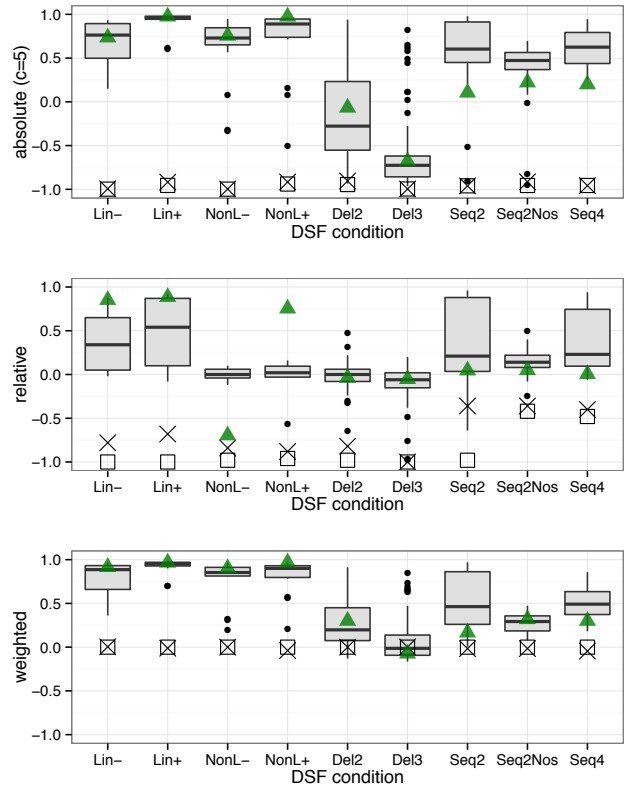 absolute (c=5)
1.0
0.5
0.0
−0.5
−1.0
Lin− Lin+ NonL− NonL+ Del2 Del3 Seq2 Seq2Nos Seq4
DSF condition
relative
1.0
0.5
0.0
−0.5
−1.0
Lin− Lin+ NonL− NonL+ Del2 Del3 Seq2 Seq2Nos Seq4
DSF condition
weighted
1.0
0.5
0.0
−0.5
−1.0
Lin− Lin+ NonL− NonL+ Del2 Del3 Seq2 Seq2Nos Seq4
DSF condition